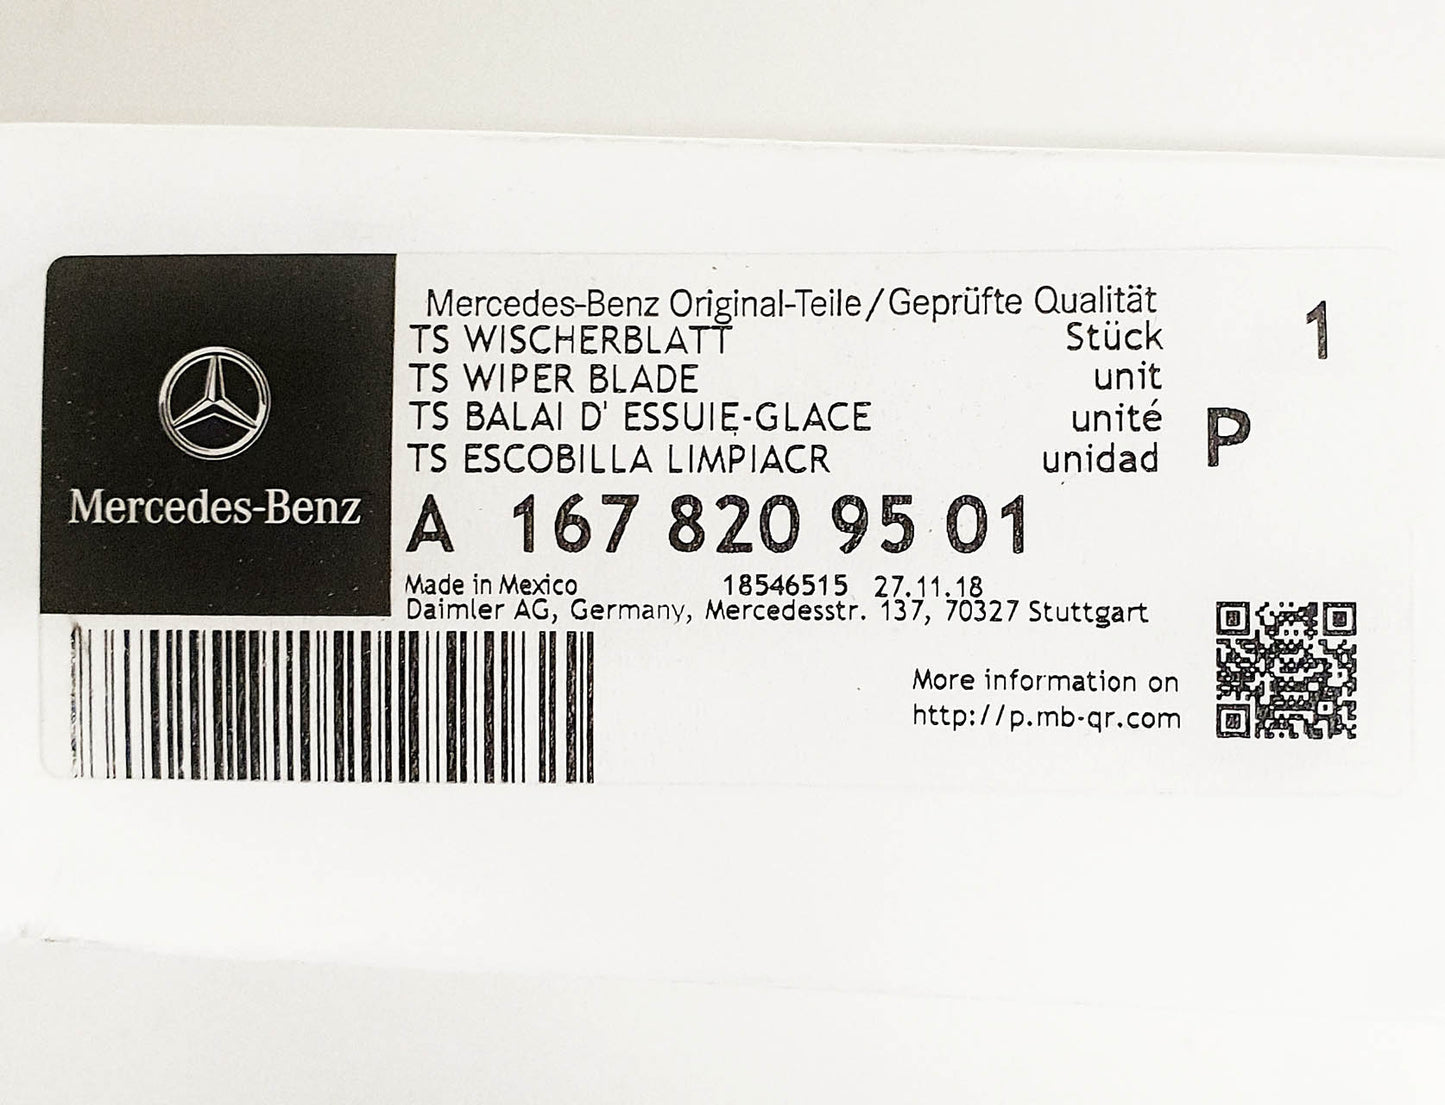 Mercedes-Benz
Mercedes-Benz Original-Teile/Geprüfte Qualität
TS WISCHERBLATT Stück 1
TS WIPER BLADE unit
TS BALAI D' ESSUIE-GLACE unité P
TS ESCOBILLA LIMPIACR unidad
A 167 820 95 01
Made in Mexico 18546515 27.11.18
Daimler AG, Germany, Mercedesstr. 137, 70327 Stuttgart
More information on
http://p.mb-qr.com